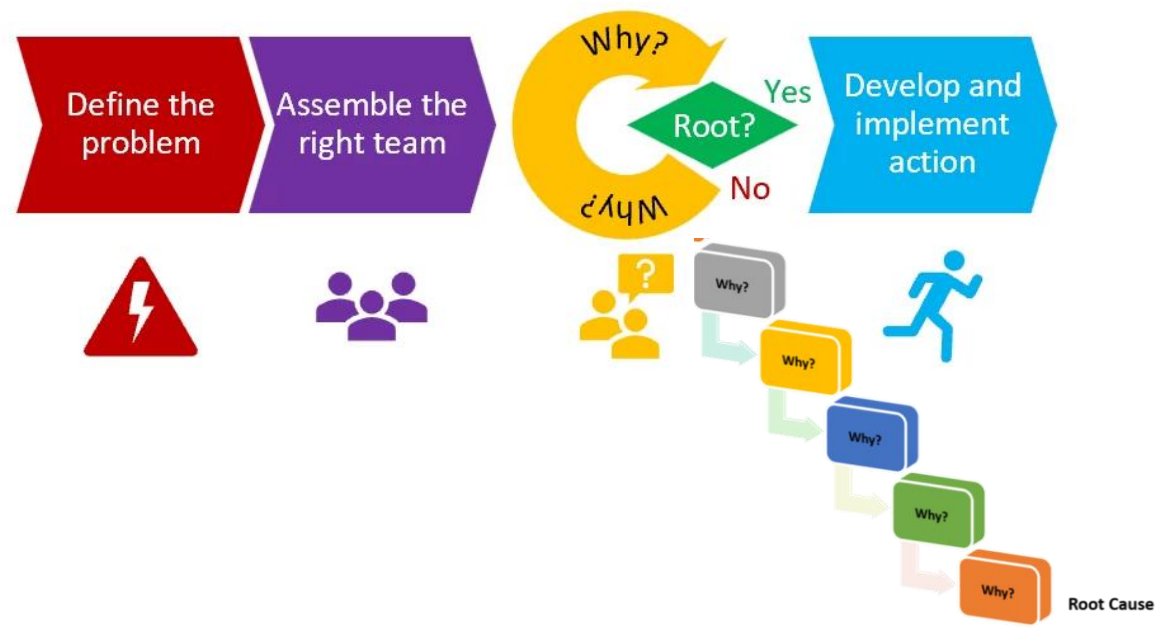 Define the
problem
Assemble the
right team
Why?
Why?
Root?
Yes
No
Develop and
implement
action
?
Why?
Why?
Why?
Why?
Why?
Root Cause